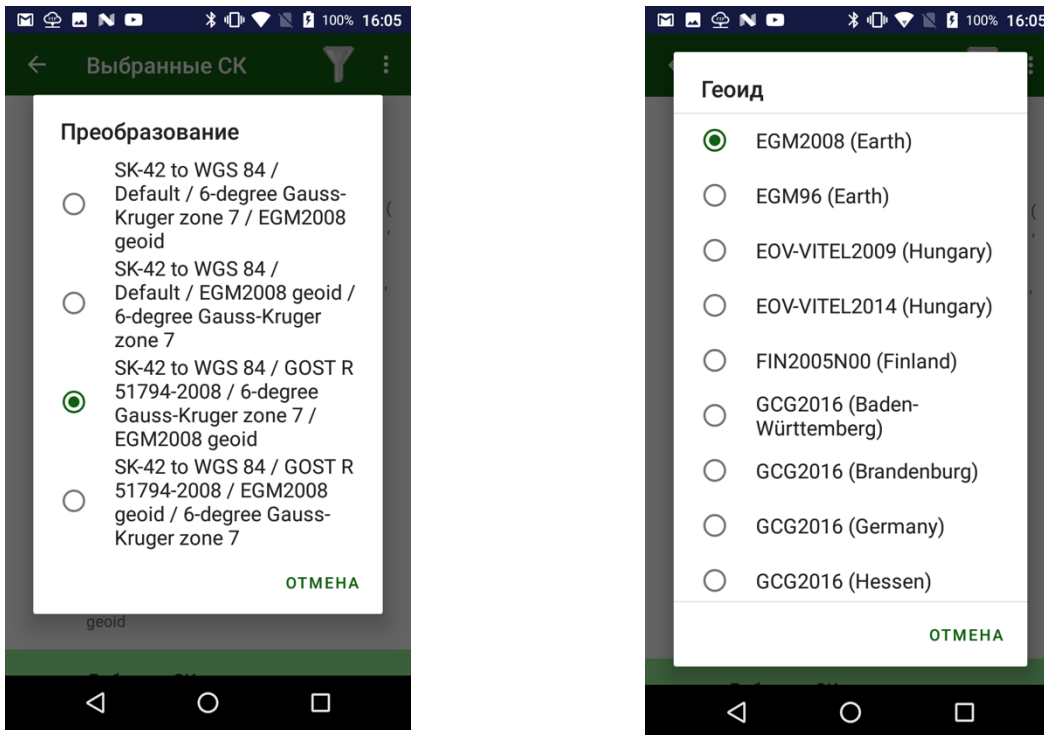 100% 16:05
Выбранные СК
Преобразование
SK-42 to WGS 84 /
Default / 6-degree Gauss-
Kruger zone 7 / EGM2008
geoid
SK-42 to WGS 84 /
Default / EGM2008 geoid /
6-degree Gauss-Kruger
zone 7
SK-42 to WGS 84 / GOST R
51794-2008 / 6-degree
Gauss-Kruger zone 7 /
EGM2008 geoid
SK-42 to WGS 84 / GOST R
51794-2008 / EGM2008
geoid / 6-degree Gauss-
Kruger zone 7
ОТМЕНА
geoid
100% 16:05
Геоид
EGM2008 (Earth)
EGM96 (Earth)
EOV-VITEL2009 (Hungary)
EOV-VITEL2014 (Hungary)
FIN2005N00 (Finland)
GCG2016 (Baden-
Württemberg)
GCG2016 (Brandenburg)
GCG2016 (Germany)
GCG2016 (Hessen)
ОТМЕНА